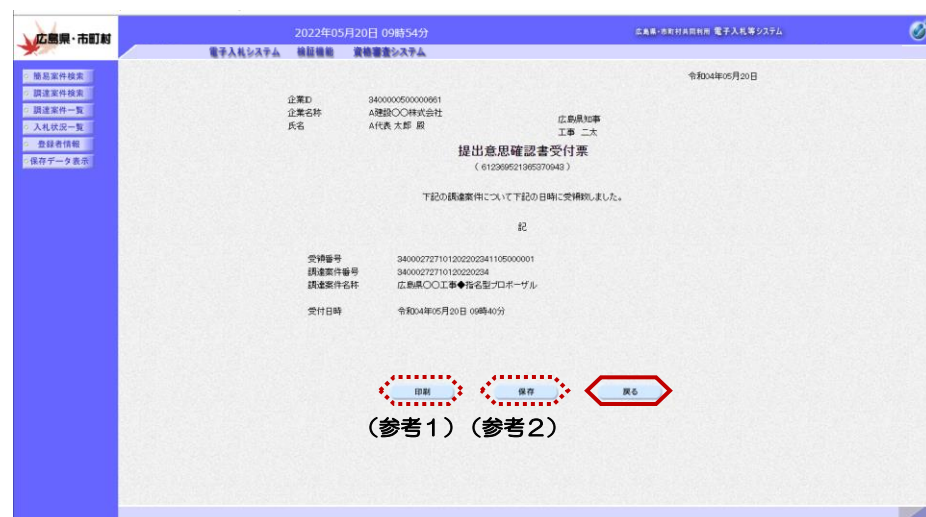 広島県・市町村
2022年05月20日 09時54分
広島県・市町村共同利用 電子入札等システム
電子入札システム 検証機能 資格審査システム
簡易案件検索
調達案件検索
調達案件一覧
入札状況一覧
登録者情報
保存データ表示
令和04年05月20日
企業ID 3400000500000661
企業名称 A建設〇〇株式会社
氏名 A代表 太郎 殿
広島県知事
工事 二太
提出意思確認書受付票
( 612369521365370943 )
下記の調達案件について下記の日時に受領致しました。
記
受領番号 340002727101202202341105000001
調達案件番号 34000272710120220234
調達案件名称 広島県〇〇工事◆指名型プロポーザル
受付日時 令和04年05月20日 09時40分
印刷 保存 戻る
(参考1) (参考2)